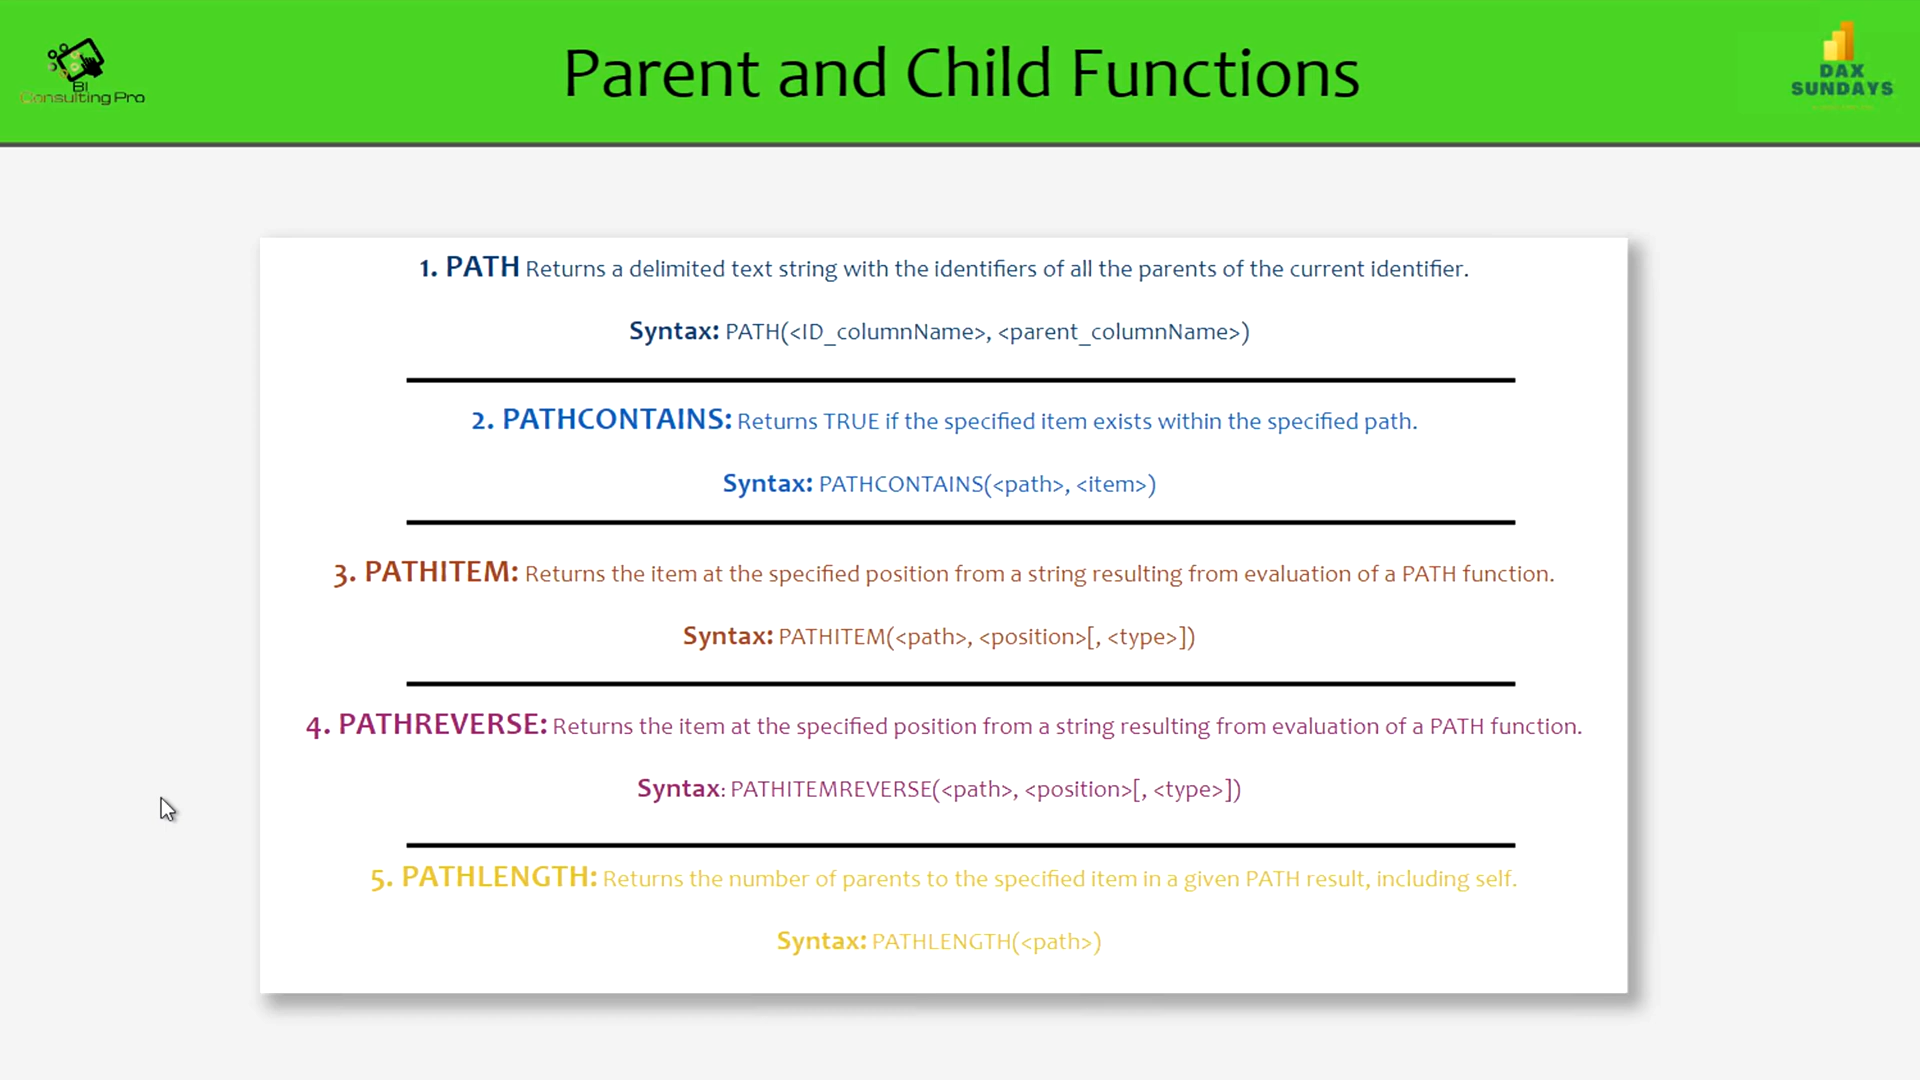 BI
Consulting Pro
Parent and Child Functions
DAX
SUNDAYS
1. PATH Returns a delimited text string with the identifiers of all the parents of the current identifier.
Syntax: PATH(<ID_columnName>, <parent_columnName>)
2. PATHCONTAINS: Returns TRUE if the specified item exists within the specified path.
Syntax: PATHCONTAINS(<path>, <item>)
3. PATHITEM: Returns the item at the specified position from a string resulting from evaluation of a PATH function.
Syntax: PATHITEM(<path>, <position>[, <type>])
4. PATHREVERSE: Returns the item at the specified position from a string resulting from evaluation of a PATH function.
Syntax: PATHITEMREVERSE(<path>, <position>[, <type>])
5. PATHLENGTH: Returns the number of parents to the specified item in a given PATH result, including self.
Syntax: PATHLENGTH(<path>)